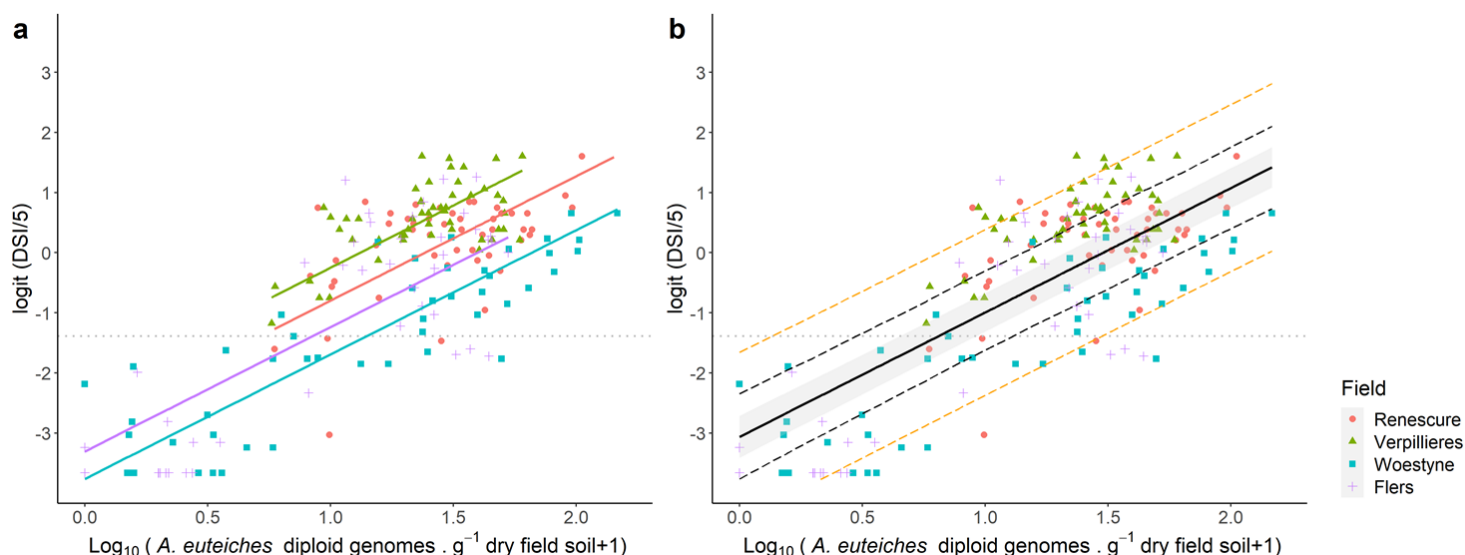 a
3
2
1
0
-1
-2
-3
logit (DSI/5)
0.0 0.5 1.0 1.5 2.0
Log₁₀ ( A. euteiches diploid genomes . g⁻¹ dry field soil+1)
b
3
2
1
0
-1
-2
-3
logit (DSI/5)
0.0 0.5 1.0 1.5 2.0
Log₁₀ ( A. euteiches diploid genomes . g⁻¹ dry field soil+1)
Field
Renescure
Verpillieres
Woestyne
Flers